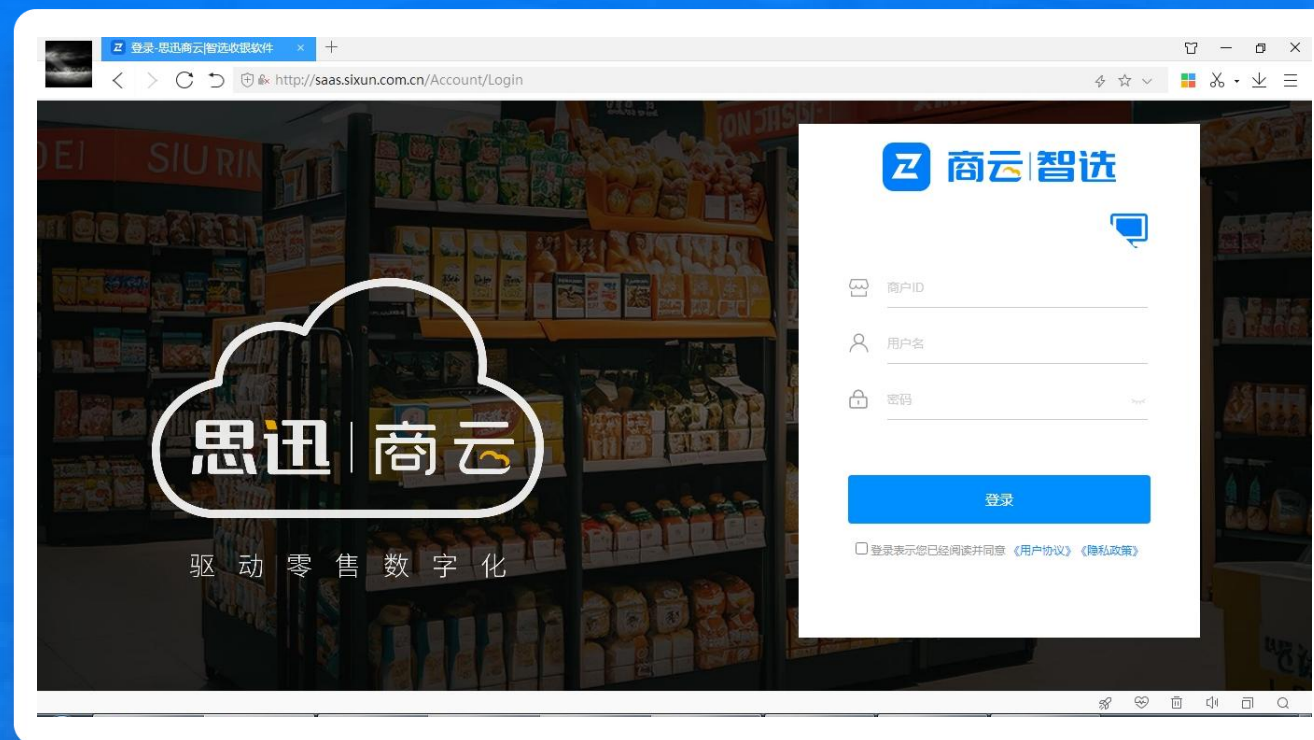 登录-思迅商云|智选收银软件
http://saas.sixun.com.cn/Account/Login
SIU RIN
思迅|商云
驱动零售数字化
Z 商云|智选
商户ID
用户名
密码
登录
登录表示您已经阅读并同意《用户协议》《隐私政策》